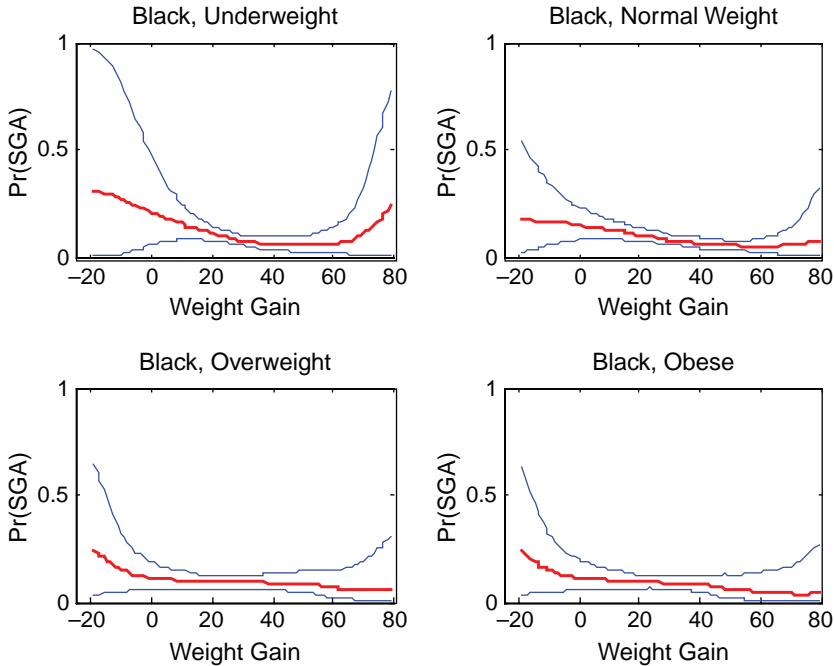 Black, Underweight
1
0.5
0
Pr(SGA)
–20 0 20 40 60 80
Weight Gain
Black, Normal Weight
1
0.5
0
Pr(SGA)
–20 0 20 40 60 80
Weight Gain
Black, Overweight
1
0.5
0
Pr(SGA)
–20 0 20 40 60 80
Weight Gain
Black, Obese
1
0.5
0
Pr(SGA)
–20 0 20 40 60 80
Weight Gain